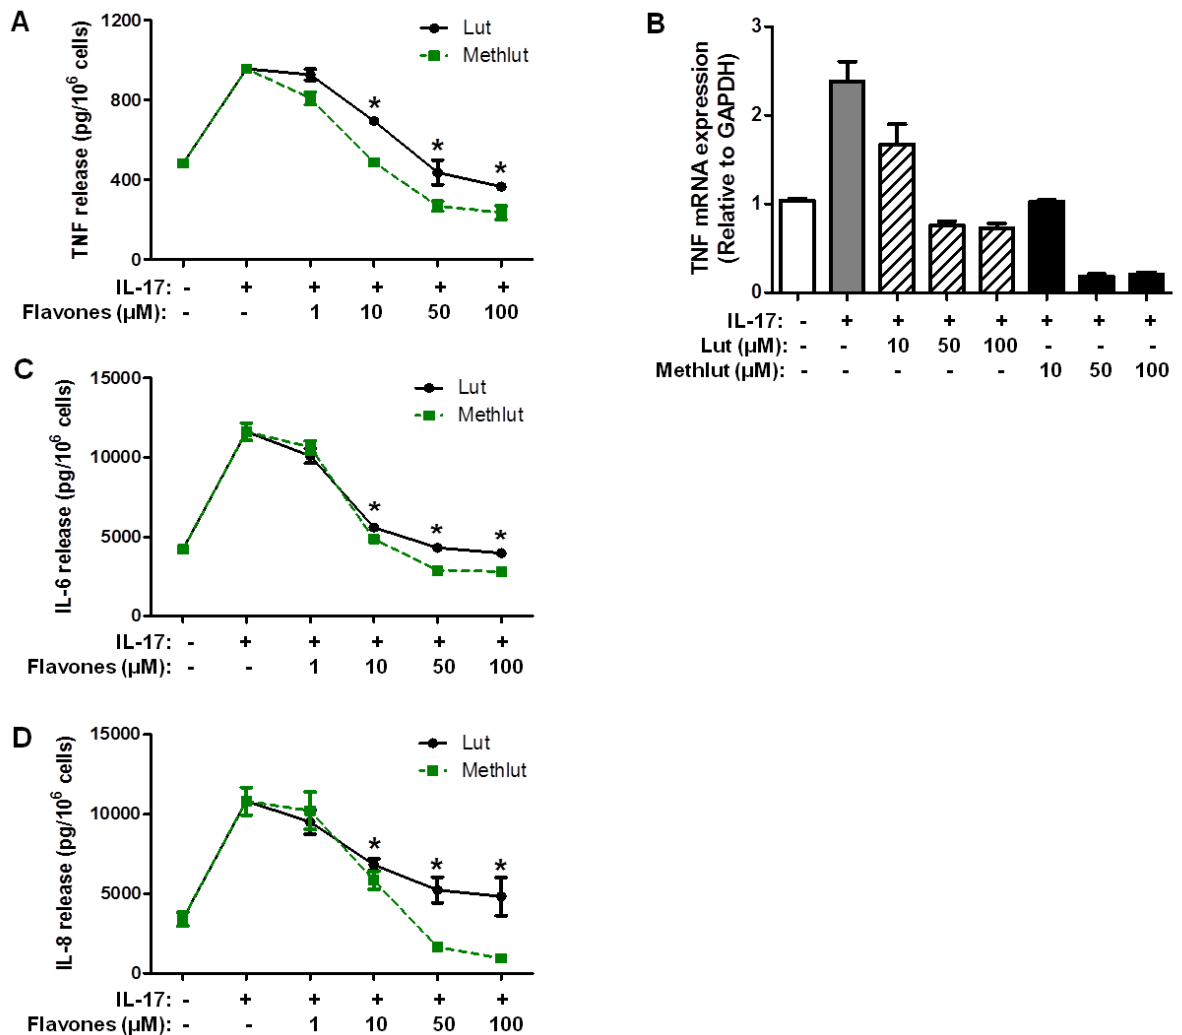 A
TNF release (pg/10⁶ cells)
1200
800
400
0
Lut
Methlut
* * *
IL-17: - + + + + +
Flavones (µM): - - 1 10 50 100
B
TNF mRNA expression
(Relative to GAPDH)
3
2
1
0
IL-17: - + + + + + + +
Lut (µM): - - 10 50 100 - - -
Methlut (µM): - - - - - 10 50 100
C
IL-6 release (pg/10⁶ cells)
15000
10000
5000
0
Lut
Methlut
* * *
IL-17: - + + + + +
Flavones (µM): - - 1 10 50 100
D
IL-8 release (pg/10⁶ cells)
15000
10000
5000
0
Lut
Methlut
* * *
IL-17: - + + + + +
Flavones (µM): - - 1 10 50 100